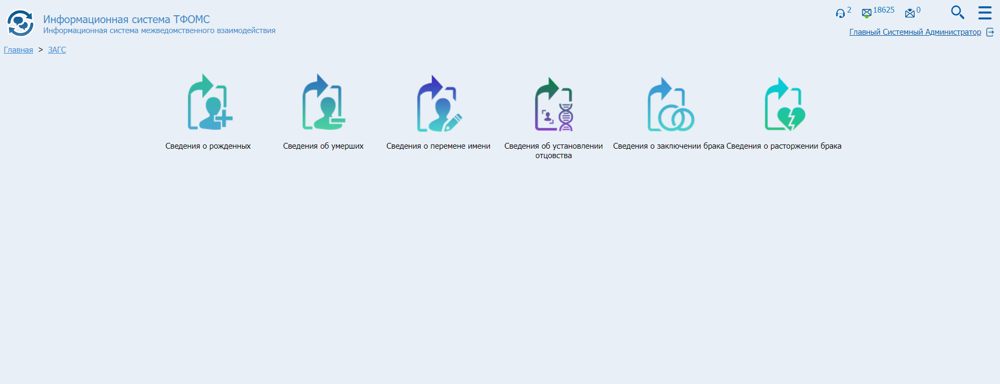 Информационная система ТФОМС
Информационная система межведомственного взаимодействия
2 18625 0
Главный Системный Администратор
Главная > ЗАГС
Сведения о рожденных
Сведения об умерших
Сведения о перемене имени
Сведения об установлении
отцовства
Сведения о заключении брака
Сведения о расторжении брака